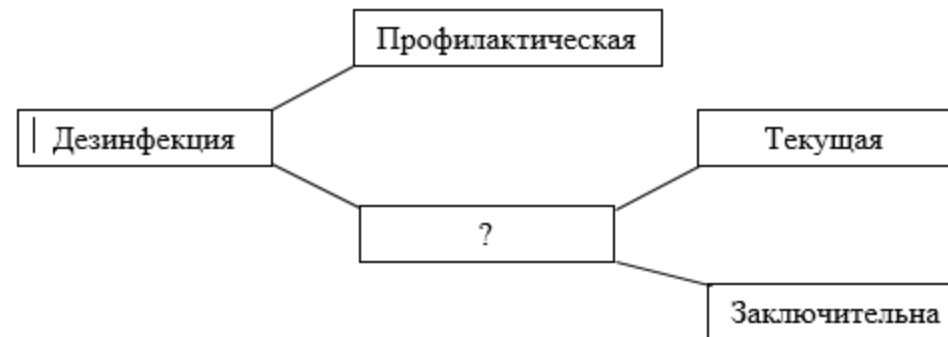 Профилактическая
Дезинфекция
Текущая
?
Заключительна